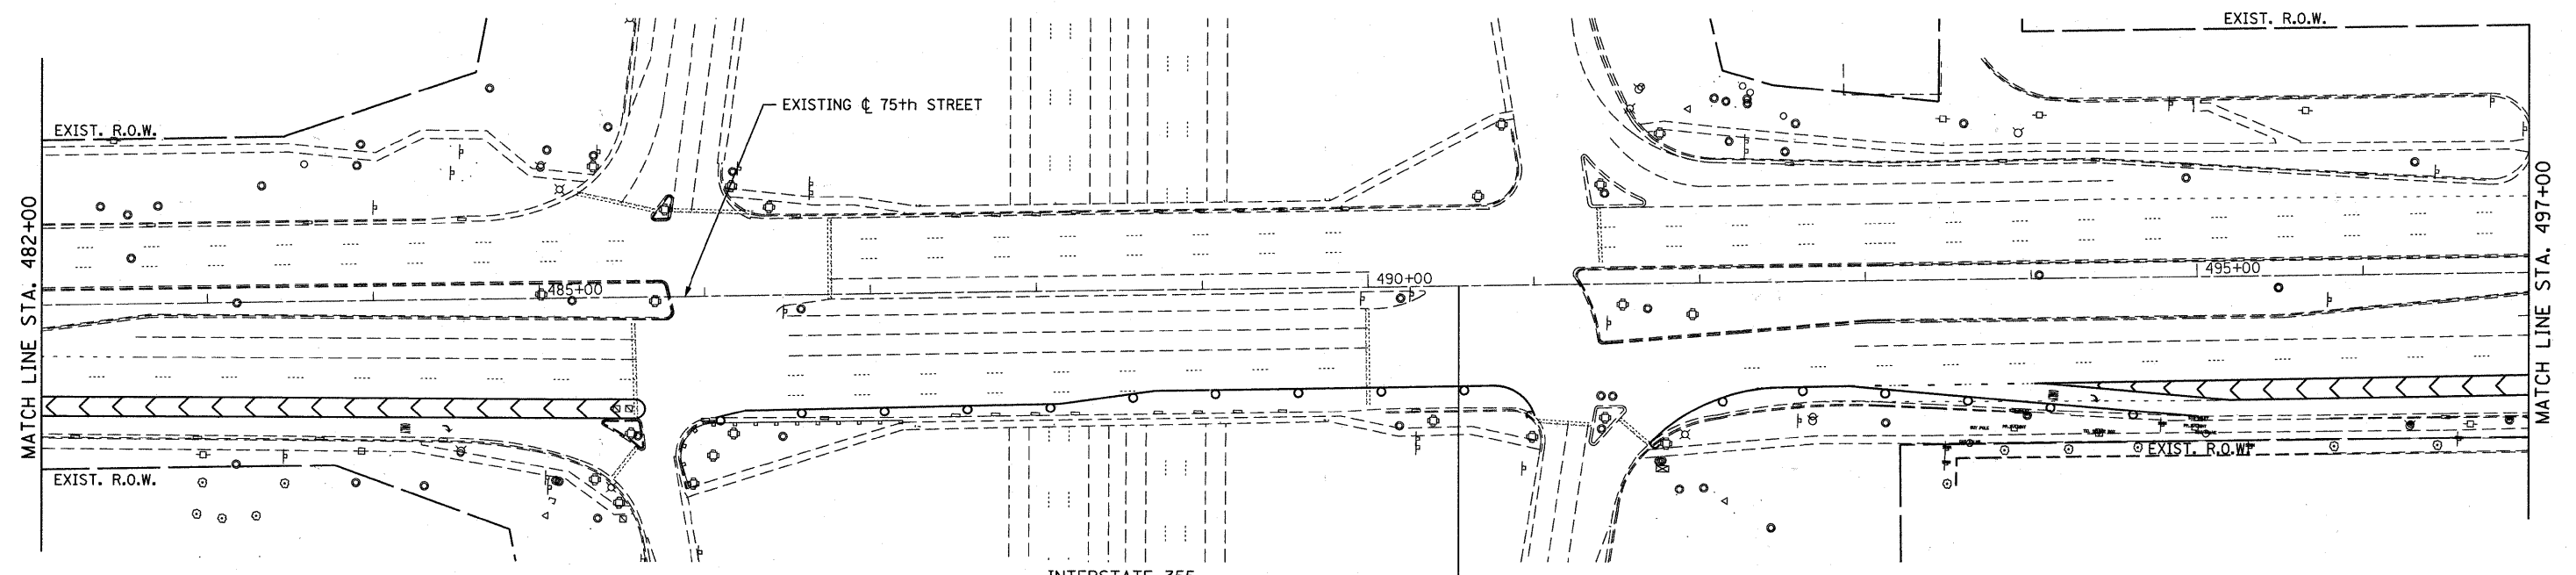 EXIST. R.O.W.
EXISTING ℄ 75th STREET
EXIST. R.O.W.
MATCH LINE STA. 482+00
MATCH LINE STA. 497+00
495+00
490+00
485+00
EXIST. R.O.W.
EXIST. R.O.W.
INTERSTATE 355